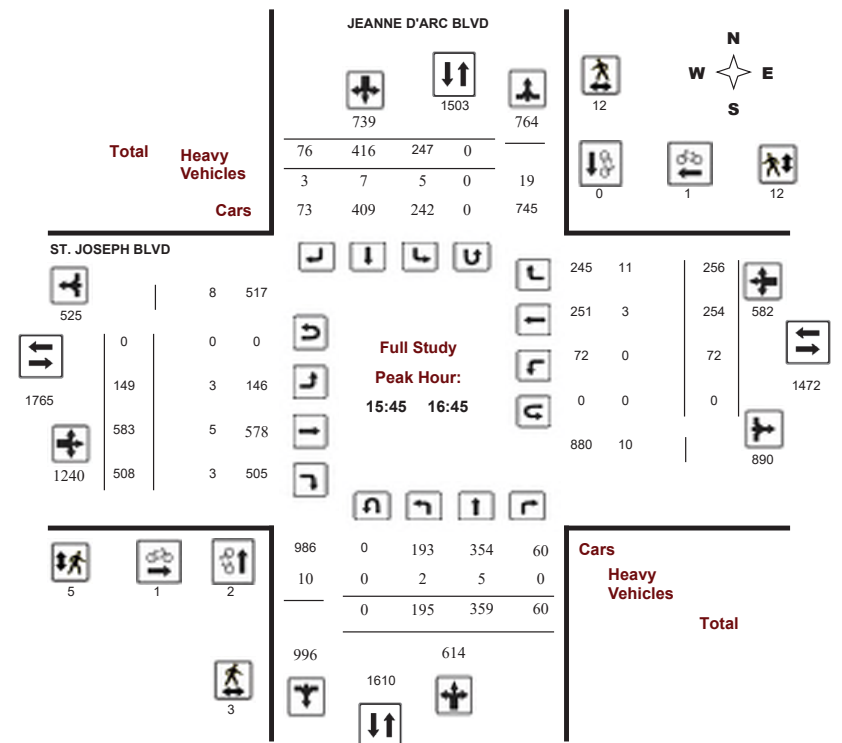 JEANNE D'ARC BLVD
N
W E
S
1503
12
739 764
Total Heavy Vehicles
76 416 247 0
3 7 5 0 19
Cars
73 409 242 0 745
0 1 12
ST. JOSEPH BLVD
525
8 517
245 11 256
582
251 3 254
0 0 0
Full Study
72 0 72
1765
149 3 146
Peak Hour:
1472
15:45 16:45
0 0 0
583 5 578
880 10
890
1240
508 3 505
986 0 193 354 60
10 0 2 5 0
0 195 359 60
Cars
Heavy
Vehicles
Total
5 1 2
996 614
1610
3